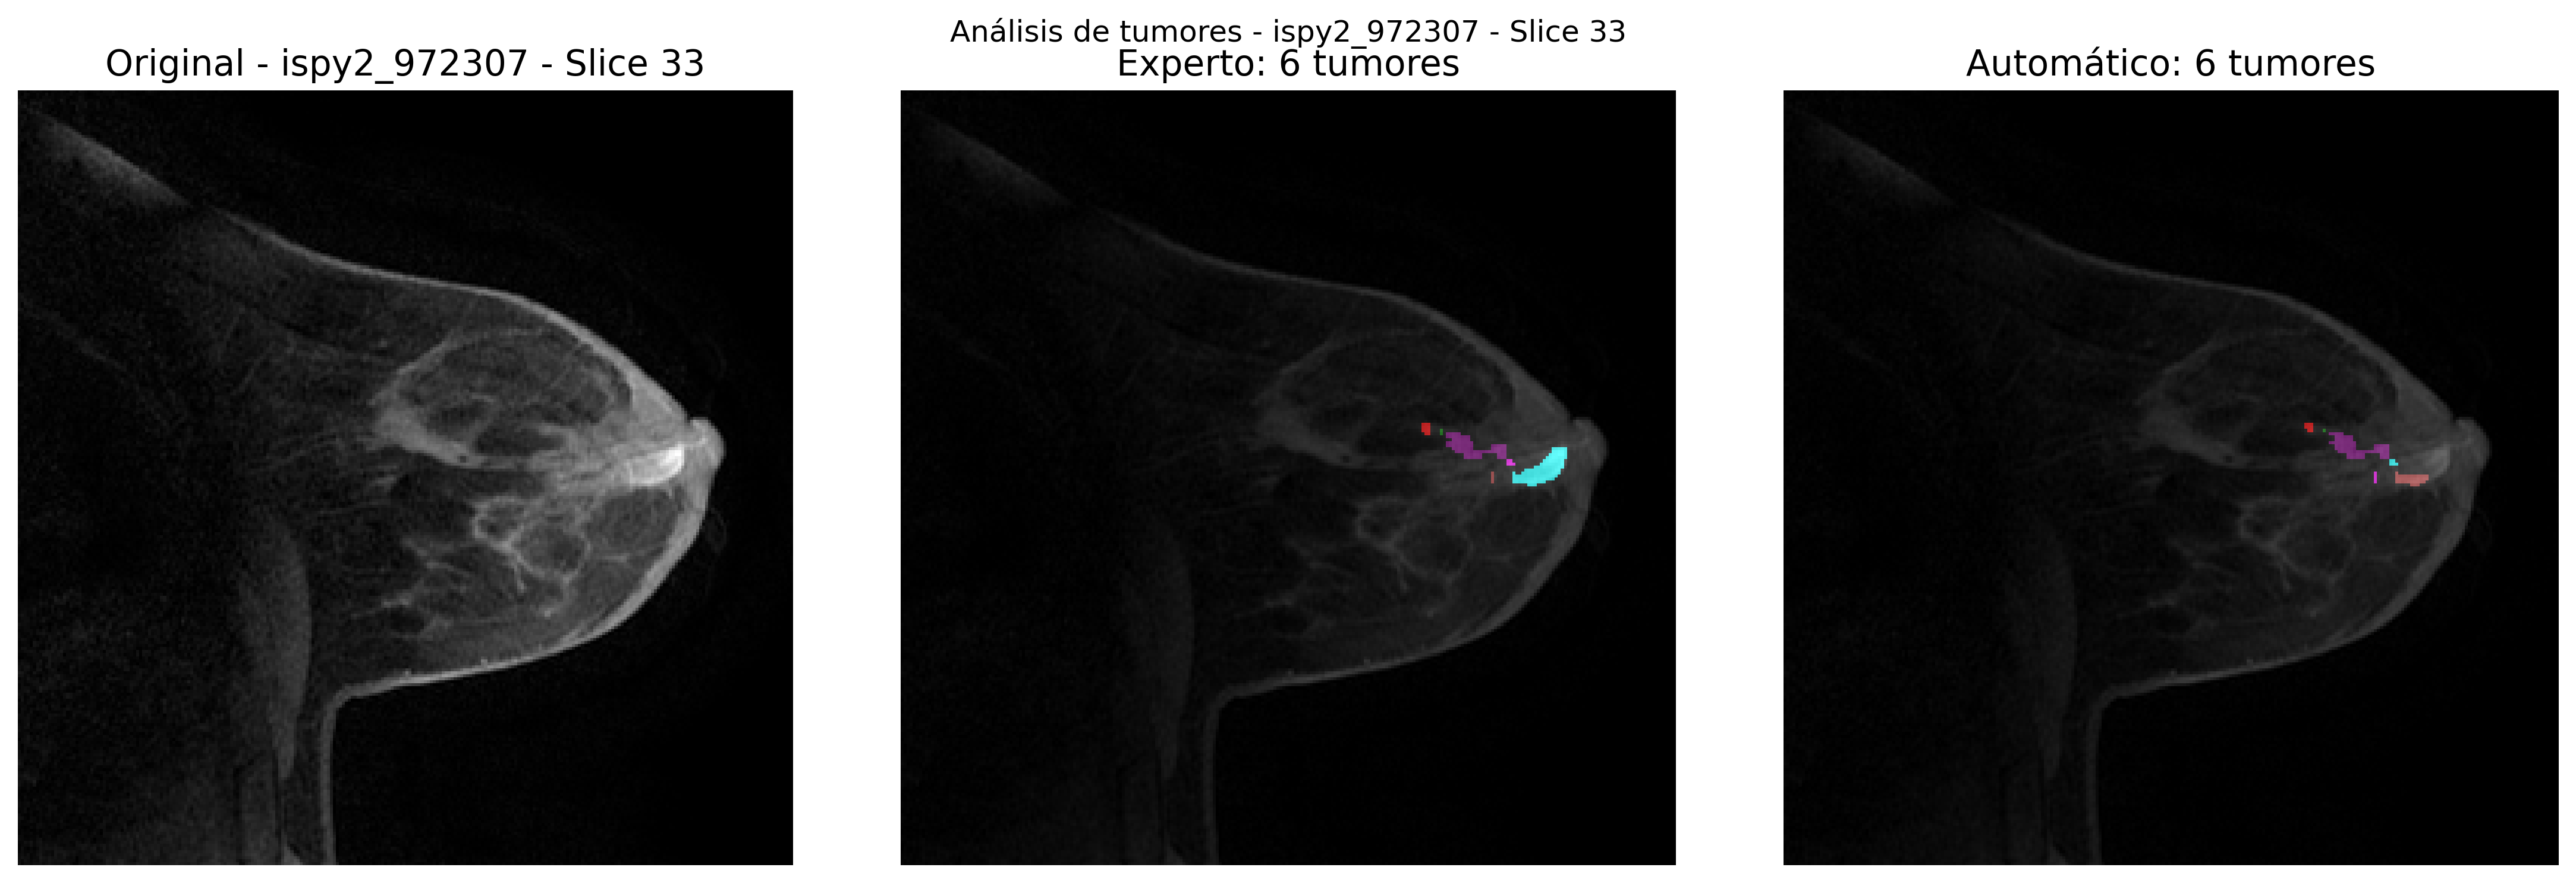 Análisis de tumores - ispy2_972307 - Slice 33
Original - ispy2_972307 - Slice 33
Experto: 6 tumores
Automático: 6 tumores